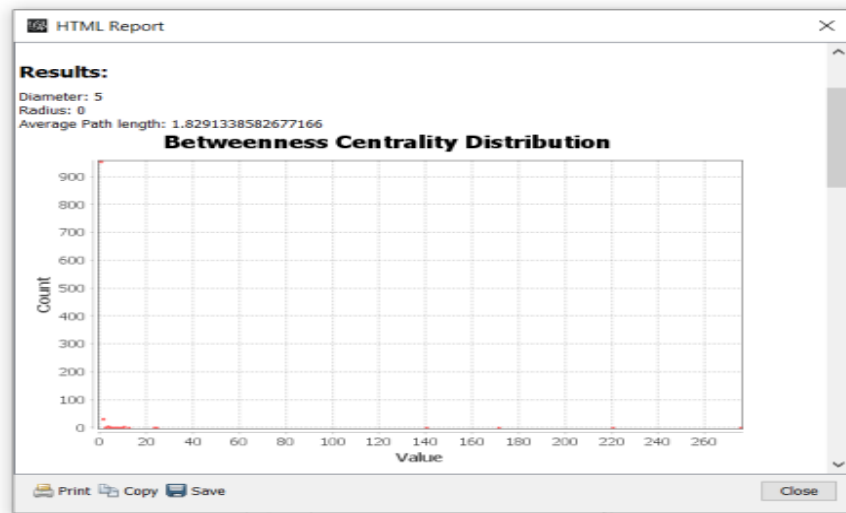 HTML Report
Results:
Diameter: 5
Radius: 0
Average Path length: 1.8291338582677166
Betweenness Centrality Distribution
900
800
700
600
500
400
300
200
100
0
Count
0 20 40 60 80 100 120 140 160 180 200 220 240 260
Value
Print Copy Save Close